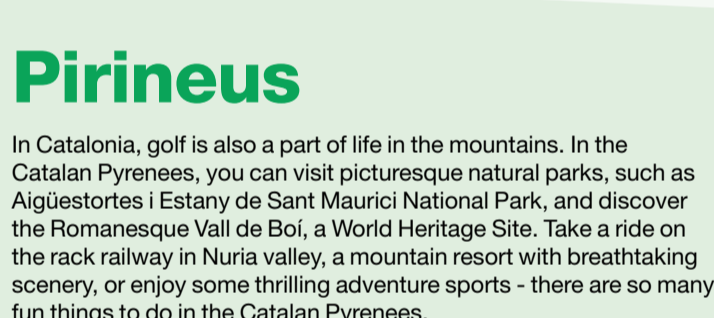 Pirineus
In Catalonia, golf is also a part of life in the mountains. In the
Catalan Pyrenees, you can visit picturesque natural parks, such as
Aigüestortes i Estany de Sant Maurici National Park, and discover
the Romanesque Vall de Boí, a World Heritage Site. Take a ride on
the rack railway in Nuria valley, a mountain resort with breathtaking
scenery, or enjoy some thrilling adventure sports - there are so many
fun things to do in the Catalan Pyrenees.